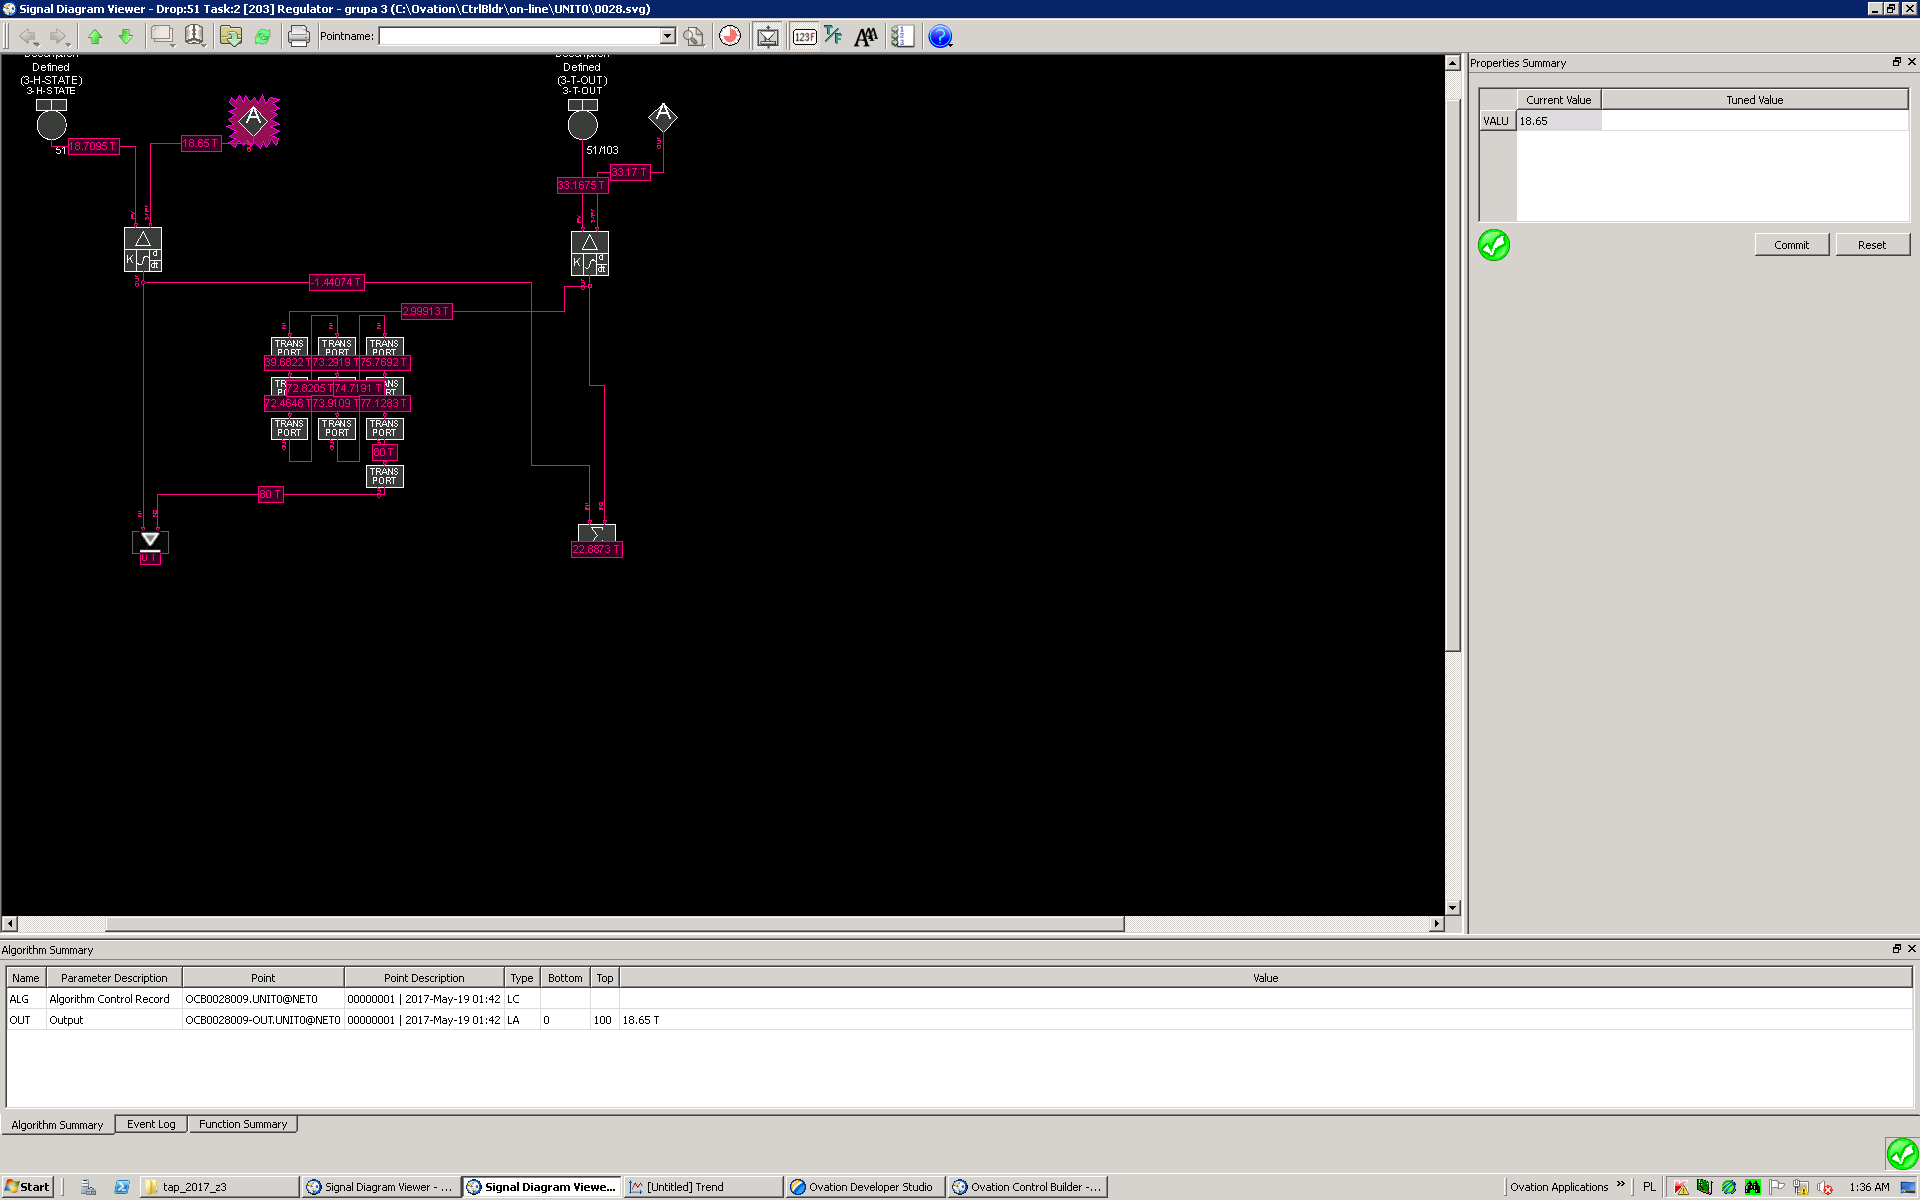 Signal Diagram Viewer - Drop:51 Task:2 [203] Regulator - grupa 3 (C:\Ovation\CtrlBldr\on-line\UNIT0\0028.svg)
Pointname:
123F
Defined
(3-H-STATE)
3-H-STATE
A
18.7095 T
18.65 T
51
Defined
(3-T-OUT)
3-T-OUT
A
51/103
33.17 T
33.1675 T
K
d
dt
K
d
dt
-1.44074 T
2.99913 T
TRANS
PORT
TRANS
PORT
TRANS
PORT
73.2919 T
75.7692 T
72.8205 T
74.7191 T
72.4646 T
73.9109 T
77.1283 T
TRANS
PORT
TRANS
PORT
TRANS
PORT
80 T
TRANS
PORT
80 T
22.8873 T
Properties Summary
Current Value
Tuned Value
VALU
18.65
Commit
Reset
Algorithm Summary
Name Parameter Description Point Point Description Type Bottom Top Value
ALG Algorithm Control Record OCB0028009.UNIT0@NET0 00000001 | 2017-May-19 01:42 LC
OUT Output OCB0028009-OUT.UNIT0@NET0 00000001 | 2017-May-19 01:42 LA 0 100 18.65 T
Algorithm Summary Event Log Function Summary
Start tap_2017_z3 Signal Diagram Viewer - ... Signal Diagram Viewe... [Untitled] Trend Ovation Developer Studio Ovation Control Builder -... Ovation Applications » PL 1:36 AM